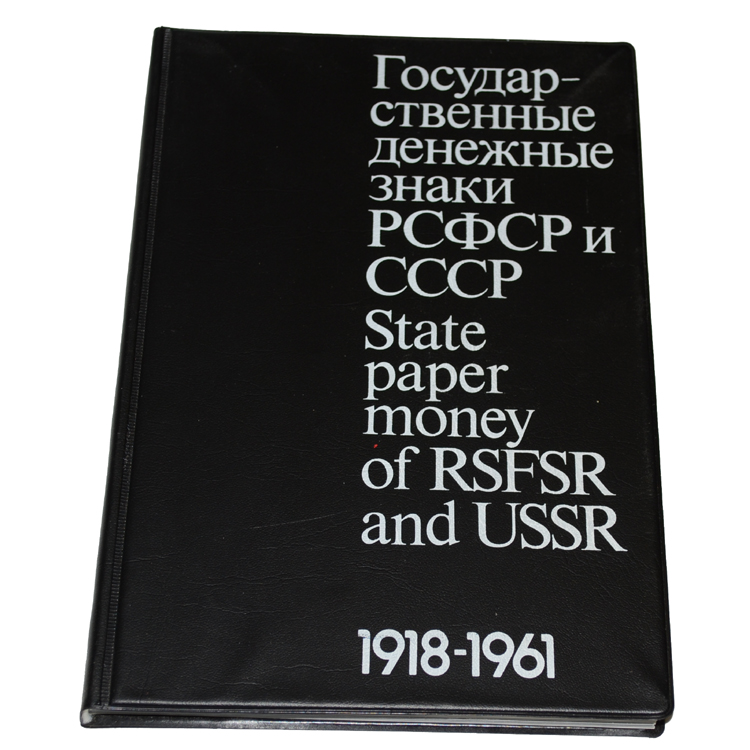 Государ-
ственные
денежные
знаки
РСФСР и
СССР
State
paper
money
of RSFSR
and USSR
1918-1961